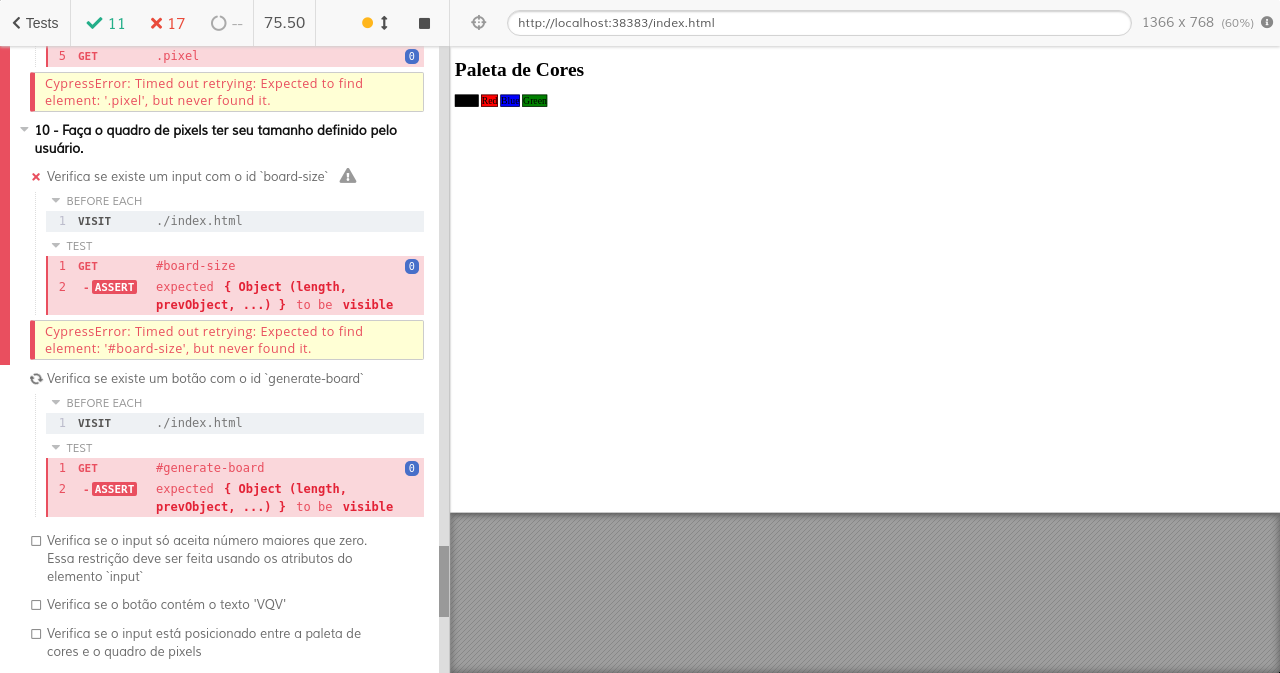 Tests
11
17
--
75.50
http://localhost:38383/index.html
1366 x 768 (60%)
5 GET .pixel 0
CypressError: Timed out retrying: Expected to find
element: '.pixel', but never found it.
10 - Faça o quadro de pixels ter seu tamanho definido pelo
usuário.
Verifica se existe um input com o id `board-size`
BEFORE EACH
1 VISIT ./index.html
TEST
1 GET #board-size 0
2 -ASSERT expected { Object (length,
prevObject, ...) } to be visible
CypressError: Timed out retrying: Expected to find
element: '#board-size', but never found it.
Verifica se existe um botão com o id `generate-board`
BEFORE EACH
1 VISIT ./index.html
TEST
1 GET #generate-board 0
2 -ASSERT expected { Object (length,
prevObject, ...) } to be visible
Verifica se o input só aceita número maiores que zero.
Essa restrição deve ser feita usando os atributos do
elemento `input`
Verifica se o botão contém o texto 'VQV'
Verifica se o input está posicionado entre a paleta de
cores e o quadro de pixels
Paleta de Cores
Red Blue Green